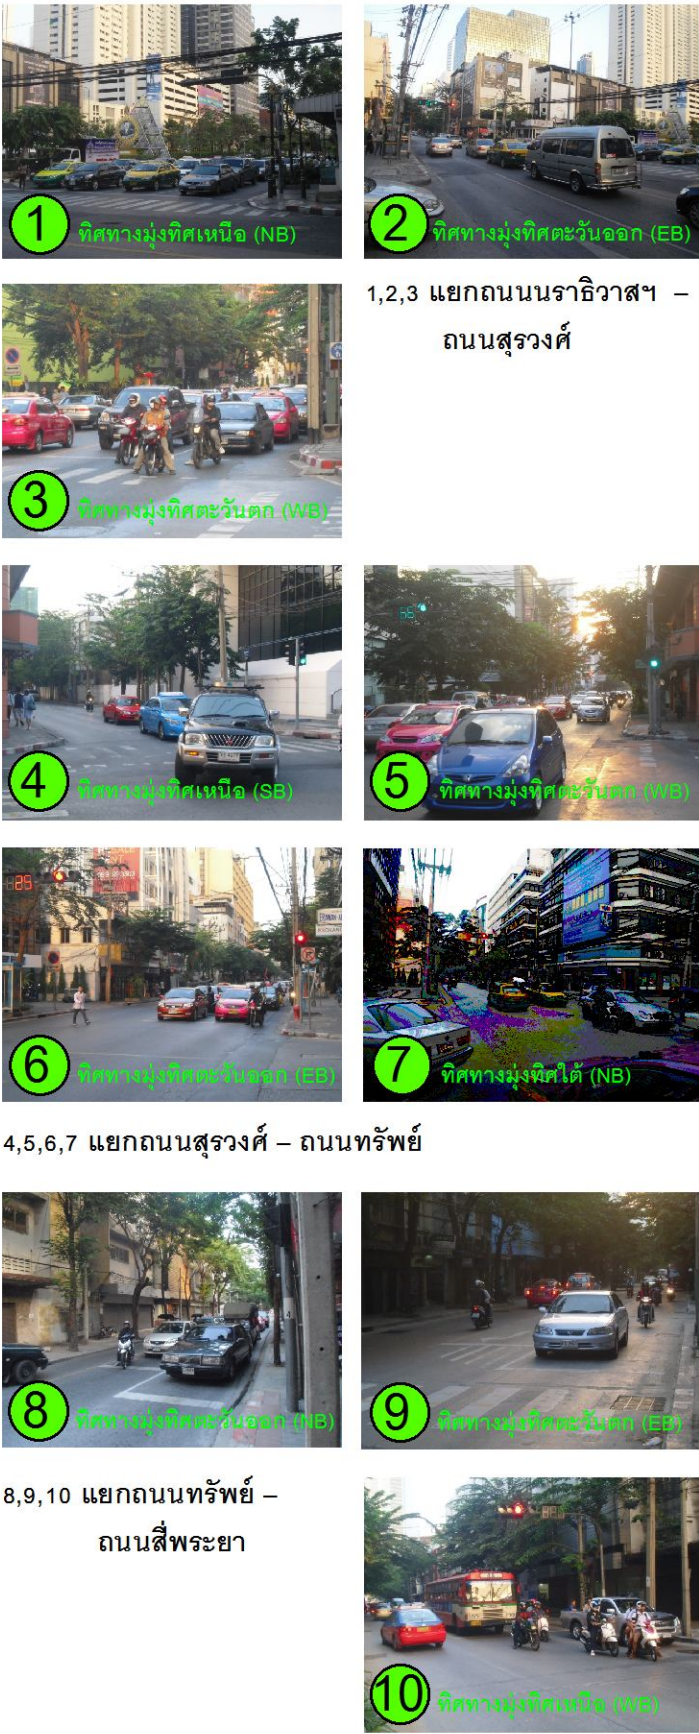 1 ทิศทางมุ่งทิศเหนือ (NB)
2 ทิศทางมุ่งทิศตะวันออก (EB)
1,2,3 แยกถนนนราธิวาสฯ –
ถนนสุรวงศ์
3 ทิศทางมุ่งทิศตะวันตก (WB)
4 ทิศทางมุ่งทิศเหนือ (SB)
5 ทิศทางมุ่งทิศตะวันตก (WB)
6 ทิศทางมุ่งทิศตะวันออก (EB)
25
7 ทิศทางมุ่งทิศใต้ (NB)
4,5,6,7 แยกถนนสุรวงศ์ – ถนนทรัพย์
8 ทิศทางมุ่งทิศตะวันออก (NB)
9 ทิศทางมุ่งทิศตะวันตก (EB)
8,9,10 แยกถนนทรัพย์ –
ถนนสี่พระยา
10 ทิศทางมุ่งทิศเหนือ (WB)